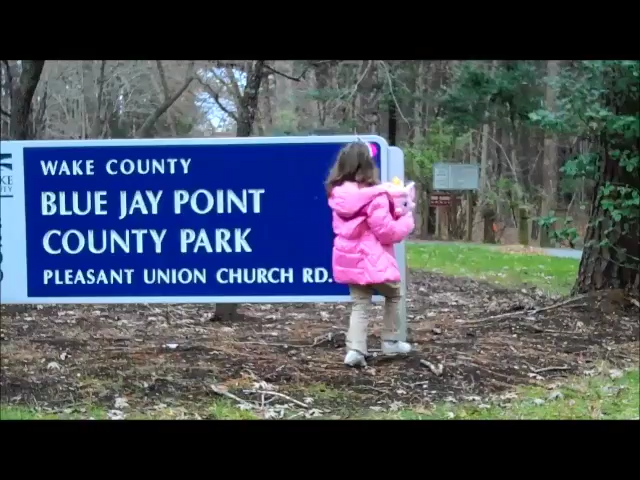 WAKE COUNTY
BLUE JAY POINT
COUNTY PARK
PLEASANT UNION CHURCH RD.